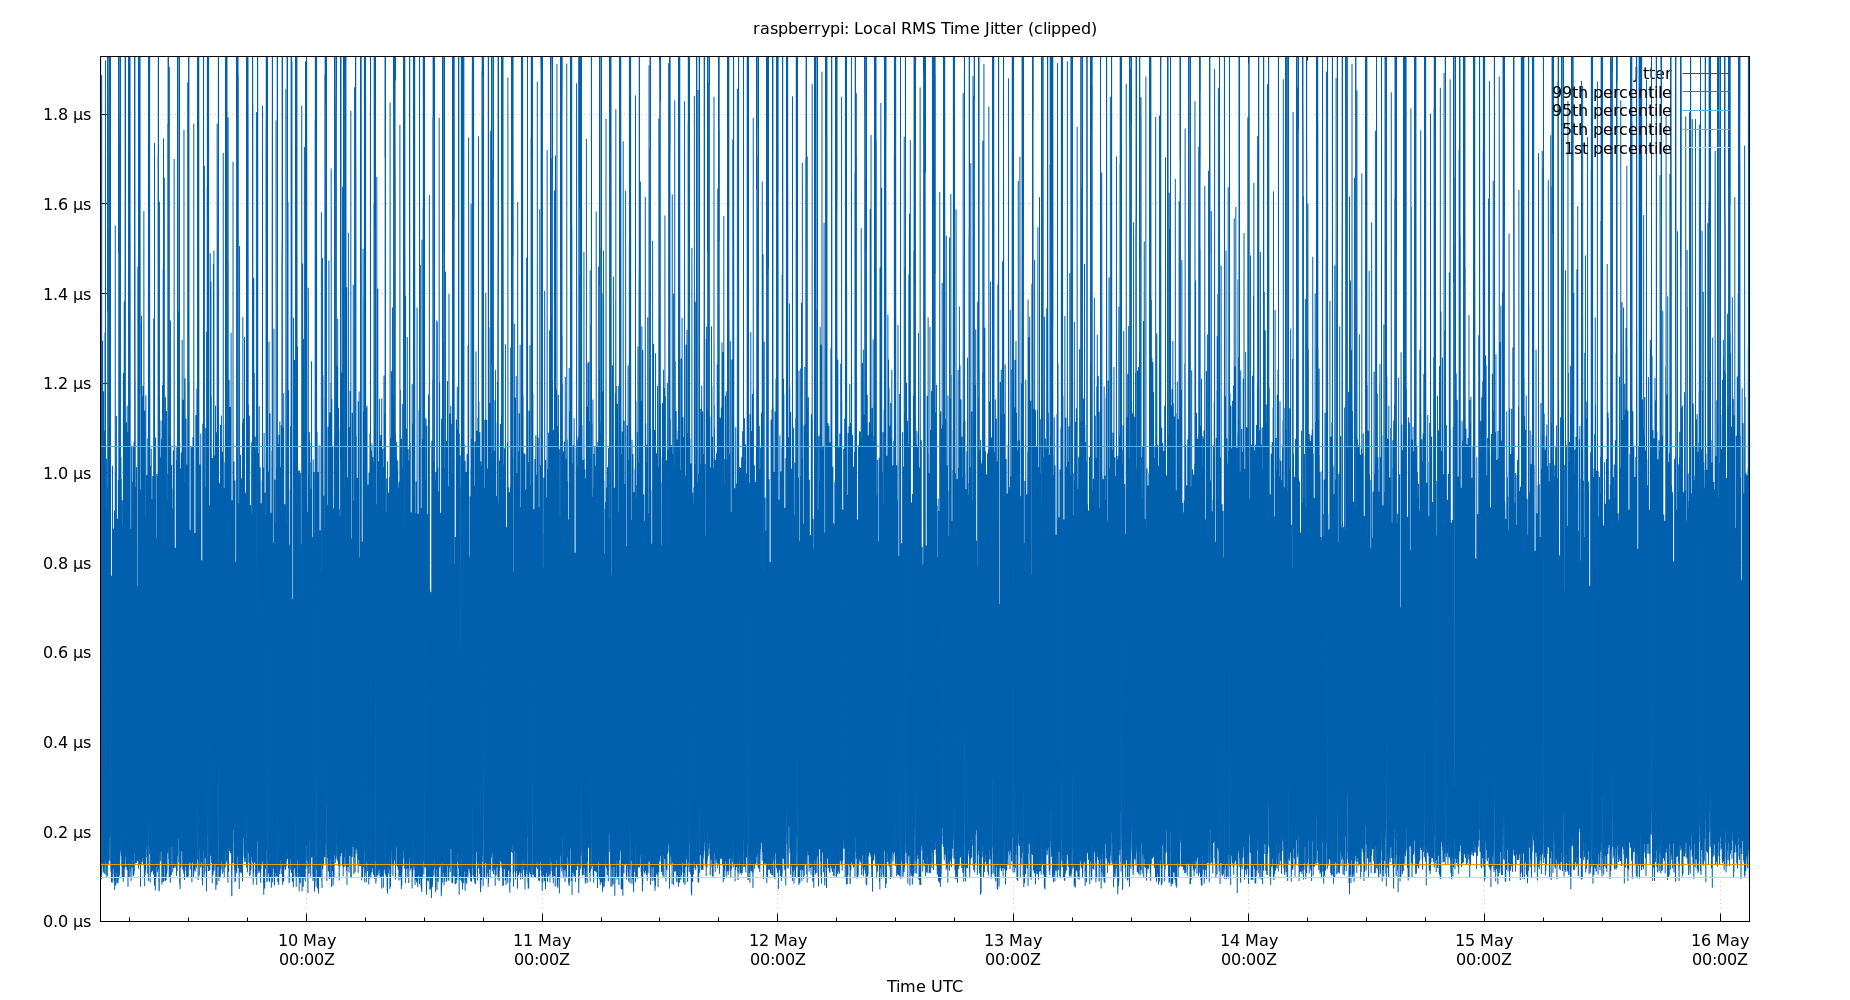 raspberrypi: Local RMS Time Jitter (clipped)
Jitter
99th percentile
95th percentile
5th percentile
1st percentile
1.8 µs
1.6 µs
1.4 µs
1.2 µs
1.0 µs
0.8 µs
0.6 µs
0.4 µs
0.2 µs
0.0 µs
10 May 11 May 12 May 13 May 14 May 15 May 16 May
00:00Z 00:00Z 00:00Z 00:00Z 00:00Z 00:00Z 00:00Z
Time UTC